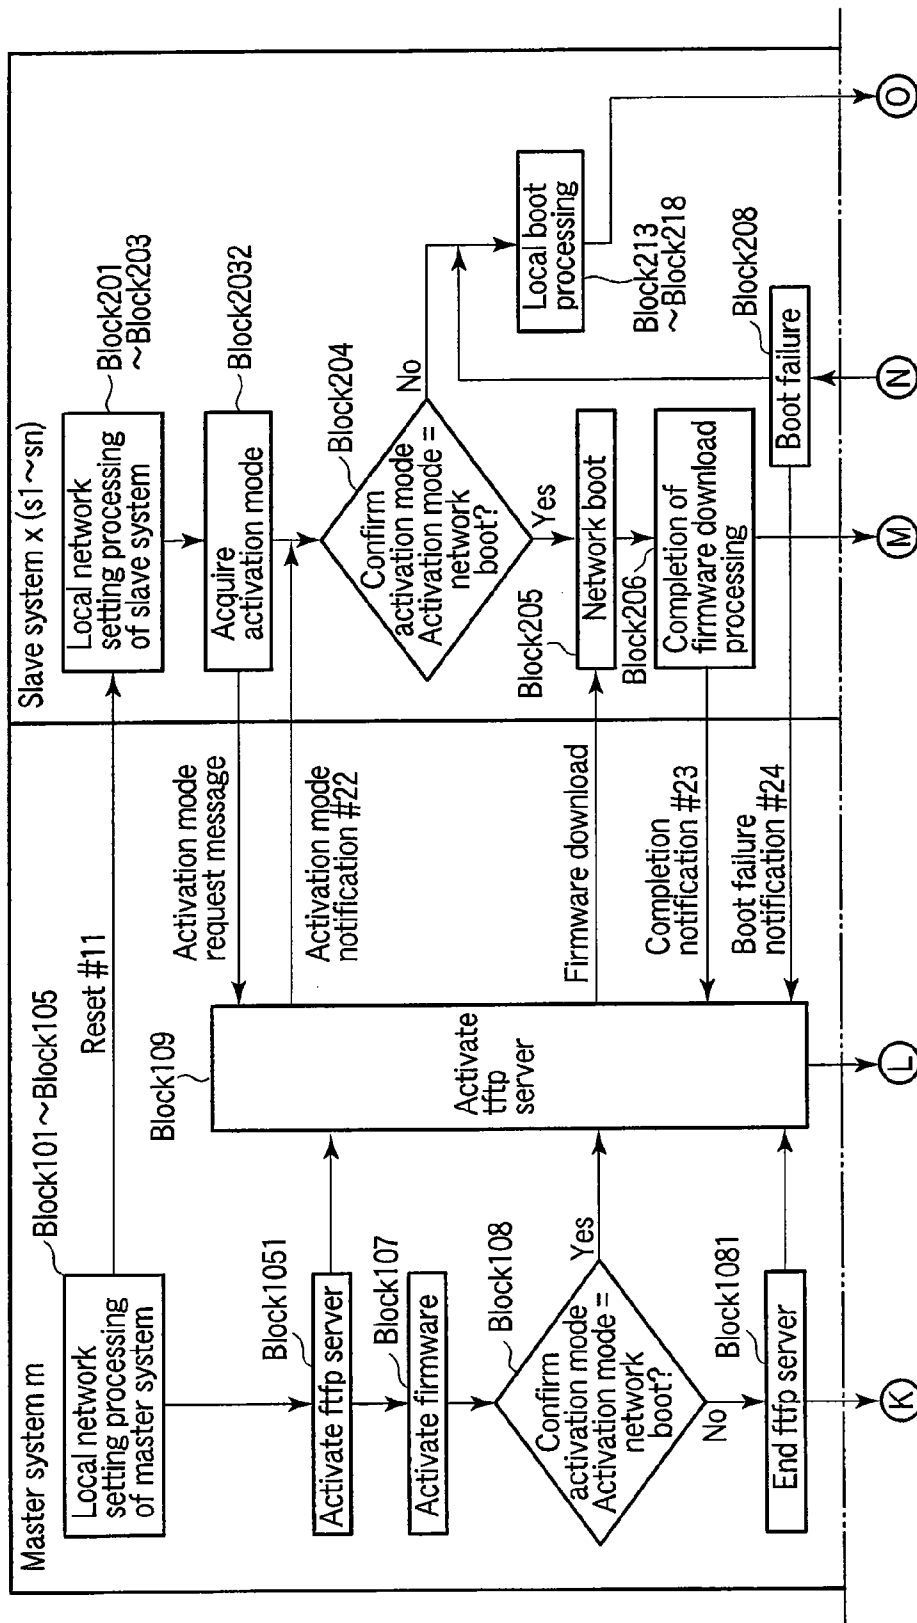 Master system m
Block101~Block105
Local network
setting processing
of master system
Reset #11
Block1051
Activate ftfp server
Block107
Activate firmware
Block108
Confirm
activation mode
Activation mode =
network
boot?
Yes
No
Block1081
End ftfp server
K
Block109
Activate
tftp
server
L
Activation mode
request message
Activation mode
notification #22
Firmware download
Completion
notification #23
Boot failure
notification #24
Slave system x (s1~sn)
Block201
~Block203
Local network
setting processing
of slave system
Block2032
Acquire
activation mode
Block204
Confirm
activation mode
Activation mode =
network
boot?
No
Yes
Block205
Network boot
Block206
Completion of
firmware download
processing
M
Local boot
processing
Block213
~Block218
Block208
Boot failure
N
O